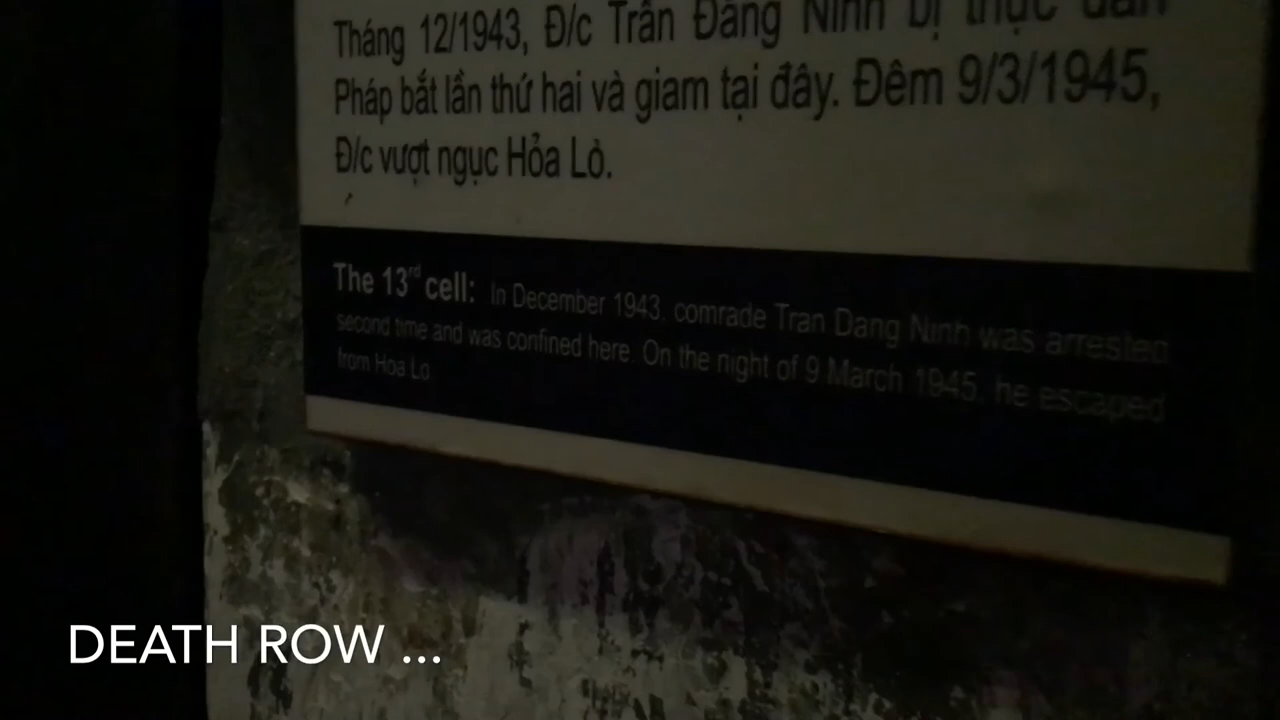 Tháng 12/1943, Đ/c Trần Đăng Ninh bị thực dân
Pháp bắt lần thứ hai và giam tại đây. Đêm 9/3/1945,
Đ/c vượt ngục Hỏa Lò.
The 13rd cell: In December 1943, comrade Tran Dang Ninh was arrested
second time and was confined here. On the night of 9 March 1945, he escaped
from Hoa Lo
DEATH ROW ...